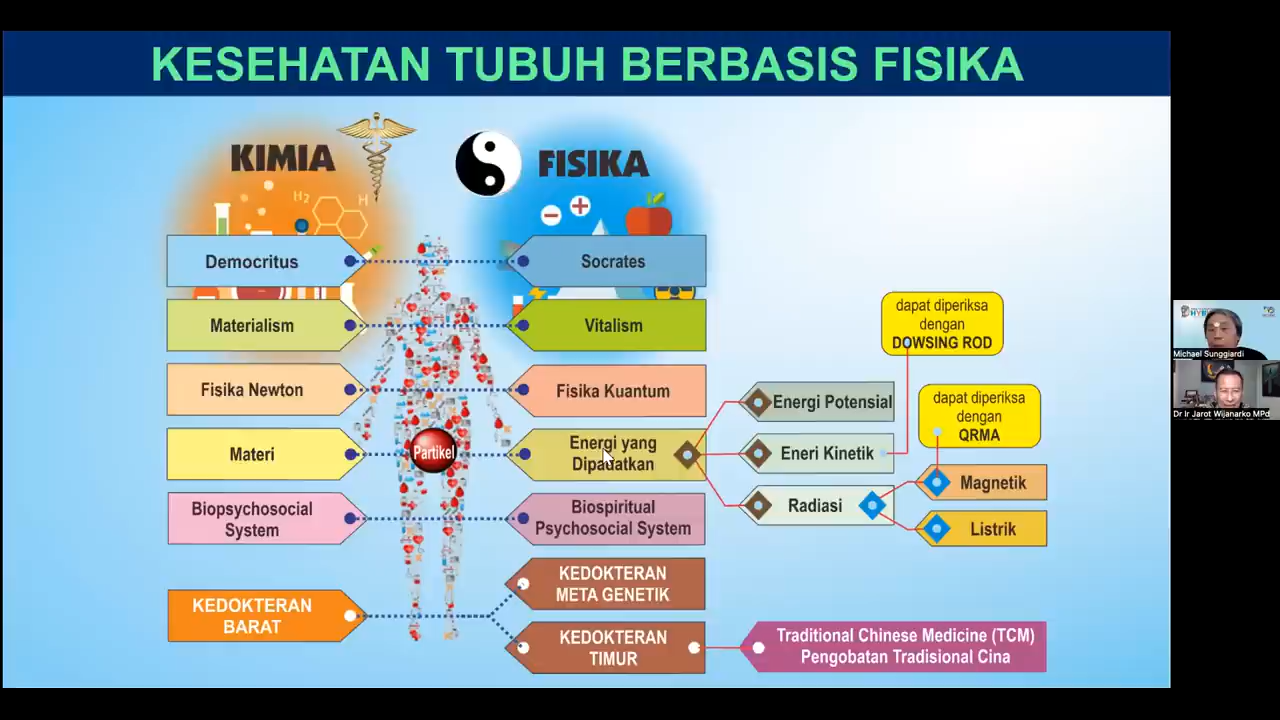 KESEHATAN TUBUH BERBASIS FISIKA
KIMIA
FISIKA
H2
H
Democritus
Socrates
Materialism
Vitalism
Fisika Newton
Fisika Kuantum
Materi
Partikel
Energi yang
Dipadatkan
Biopsychosocial
System
Biospiritual
Psychosocial System
KEDOKTERAN
BARAT
KEDOKTERAN
META GENETIK
KEDOKTERAN
TIMUR
Energi Potensial
Eneri Kinetik
Radiasi
dapat diperiksa
dengan
DOWSING ROD
dapat diperiksa
dengan
QRMA
Magnetik
Listrik
Traditional Chinese Medicine (TCM)
Pengobatan Tradisional Cina
Michael Sunggiardi
Dr Ir Jarot Wijanarko MPd